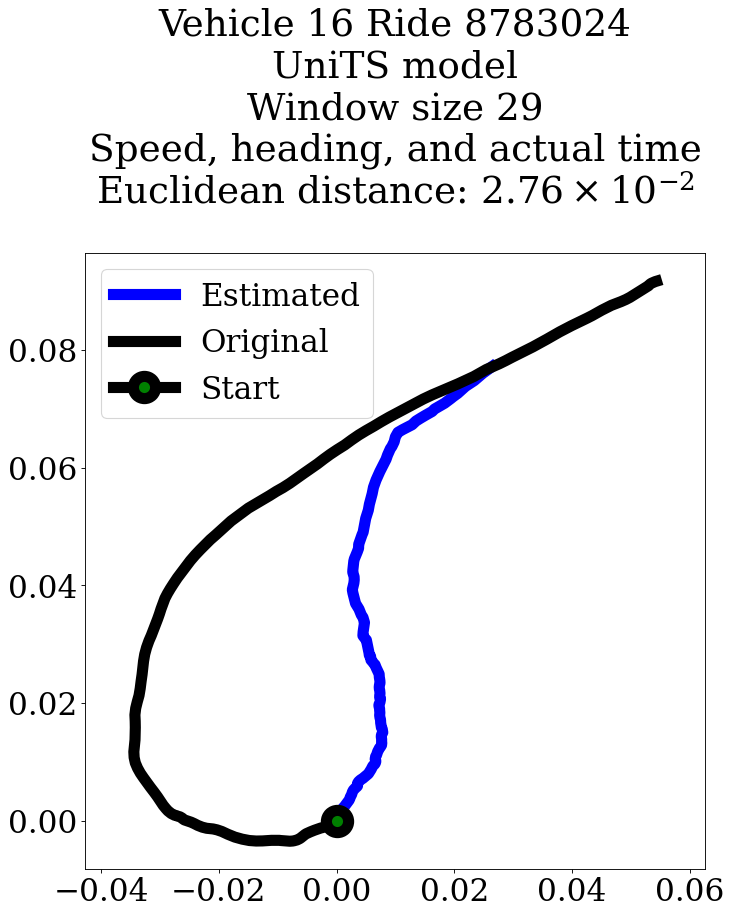 Vehicle 16 Ride 8783024
UniTS model
Window size 29
Speed, heading, and actual time
Euclidean distance: 2.76 × 10⁻²
Estimated
Original
Start
0.08
0.06
0.04
0.02
0.00
−0.04 −0.02 0.00 0.02 0.04 0.06